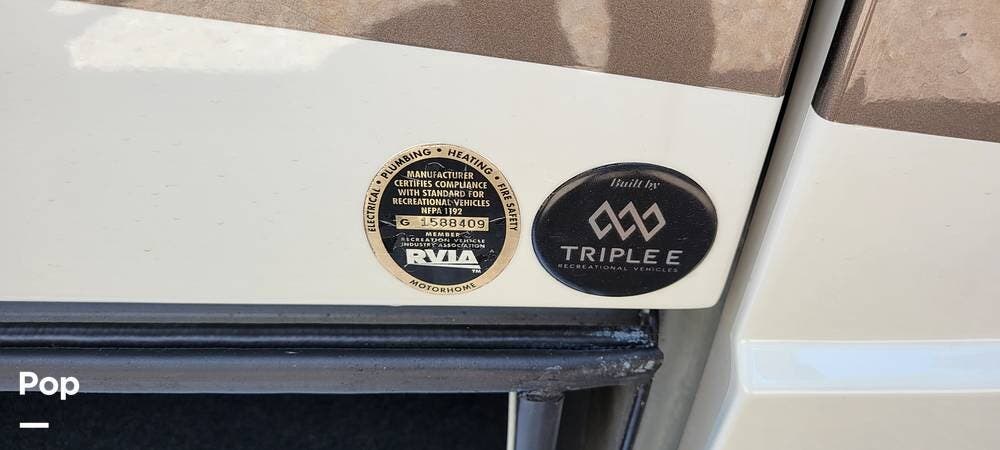 ELECTRICAL • PLUMBING • HEATING • FIRE SAFETY
MANUFACTURER
CERTIFIES COMPLIANCE
WITH STANDARD FOR
RECREATIONAL VEHICLES
NFPA 1192
G 1588409
MEMBER
RECREATION VEHICLE
INDUSTRY ASSOCIATION
RVIA
TM
MOTORHOME
Built by
TRIPLE E
RECREATIONAL VEHICLES
Pop